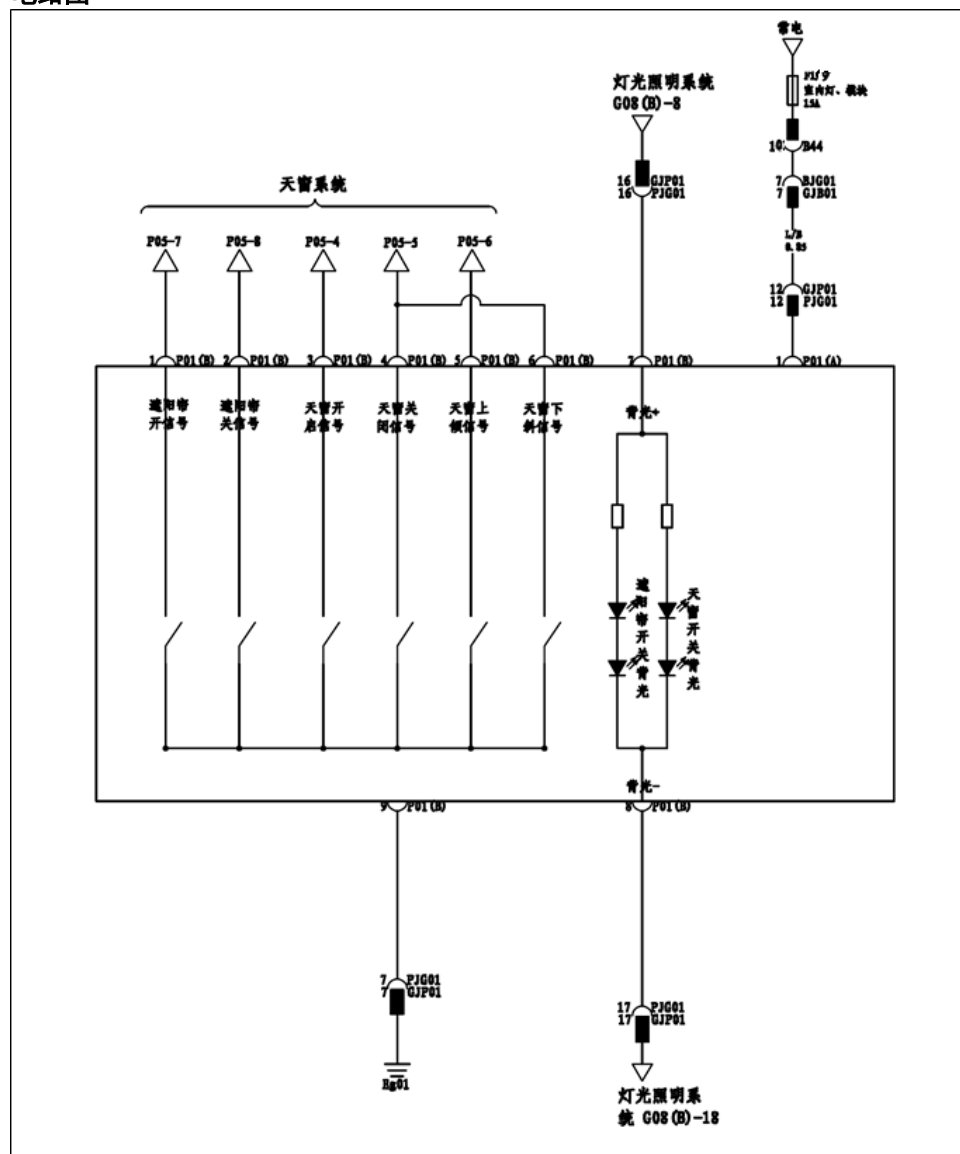 常电
F1/9
室内灯、模块
15A
灯光照明系统
G08(B)-8
B44
16 GJP01
16 PJG01
7 BJG01
7 GJB01
天窗系统
L/B
0.85
P05-7 P05-8 P05-4 P05-5 P05-6
12 GJP01
12 PJG01
1 P01(B) 2 P01(B) 3 P01(B) 4 P01(B) 5 P01(B) 6 P01(B) 7 P01(B) 1 P01(A)
遮阳帘 遮阳帘 天窗开 天窗关 天窗上 天窗下 背光+
开信号 关信号 启信号 闭信号 倾信号 斜信号
遮阳帘开关背光
天窗开关背光
背光-
9 P01(B) 8 P01(B)
7 PJG01
7 GJP01
17 PJG01
17 GJP01
Hg01
灯光照明系
统 G08(B)-18